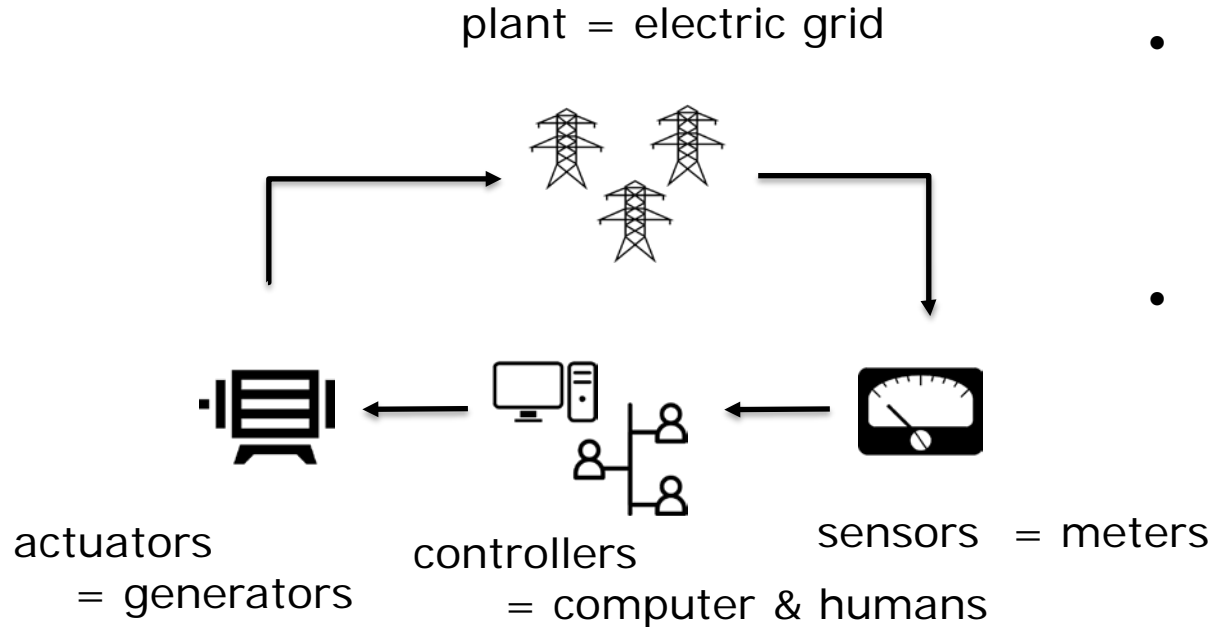 plant = electric grid
•
•
sensors = meters
actuators
= generators
controllers
= computer & humans